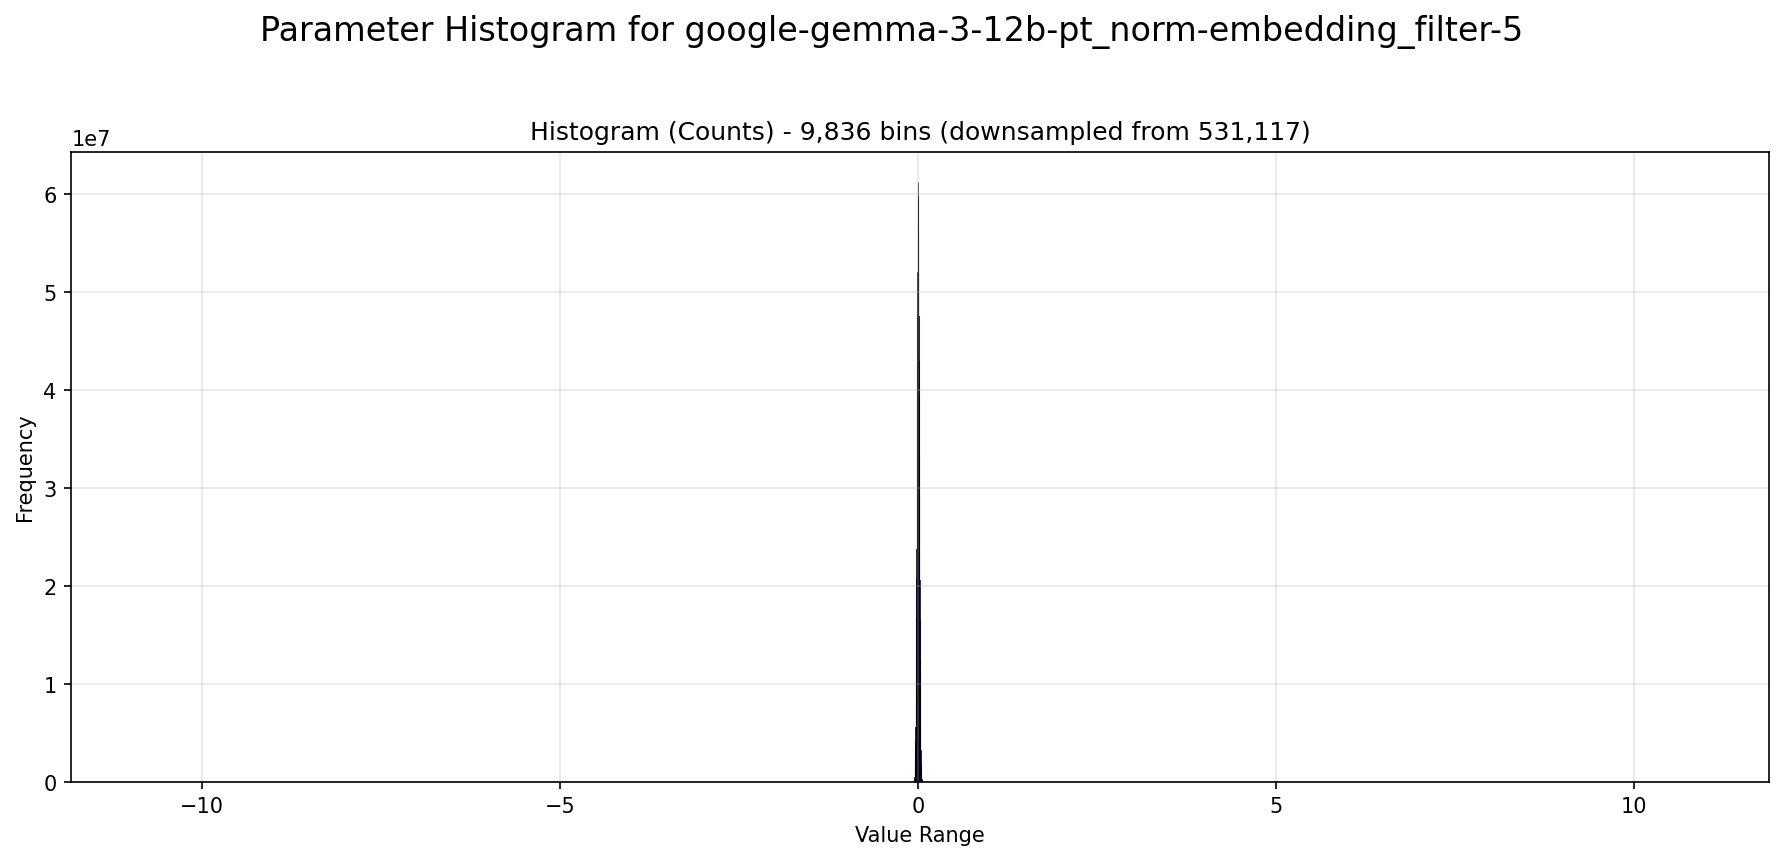 Parameter Histogram for google-gemma-3-12b-pt_norm-embedding_filter-5
Histogram (Counts) - 9,836 bins (downsampled from 531,117)
1e7
6
5
4
3
2
1
0
Frequency
−10
−5
0
5
10
Value Range